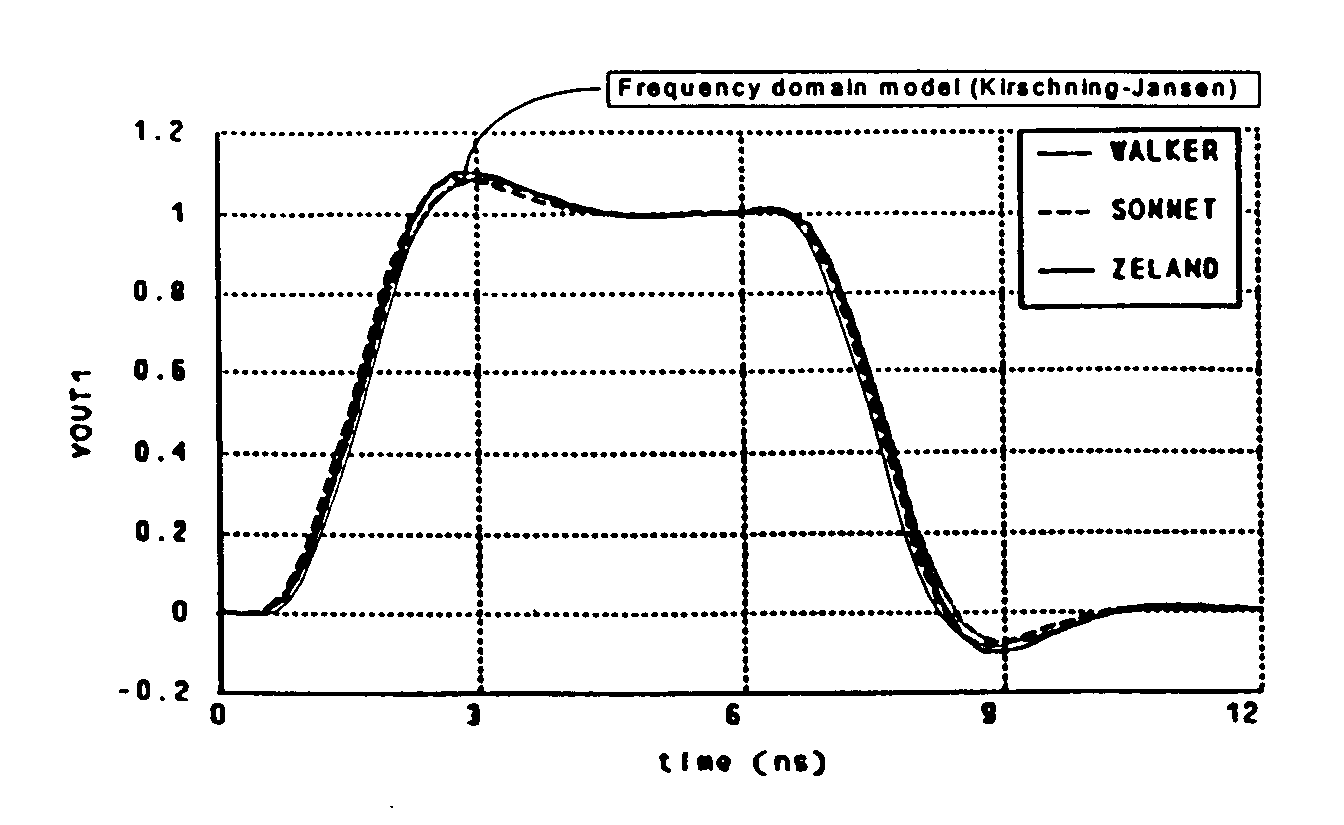 Frequency domain model (Kirschning-Jansen)
1.2
1
0.8
0.6
0.4
0.2
0
-0.2
VOUT1
WALKER
SONNET
ZELAND
0
3
6
9
12
time (ns)